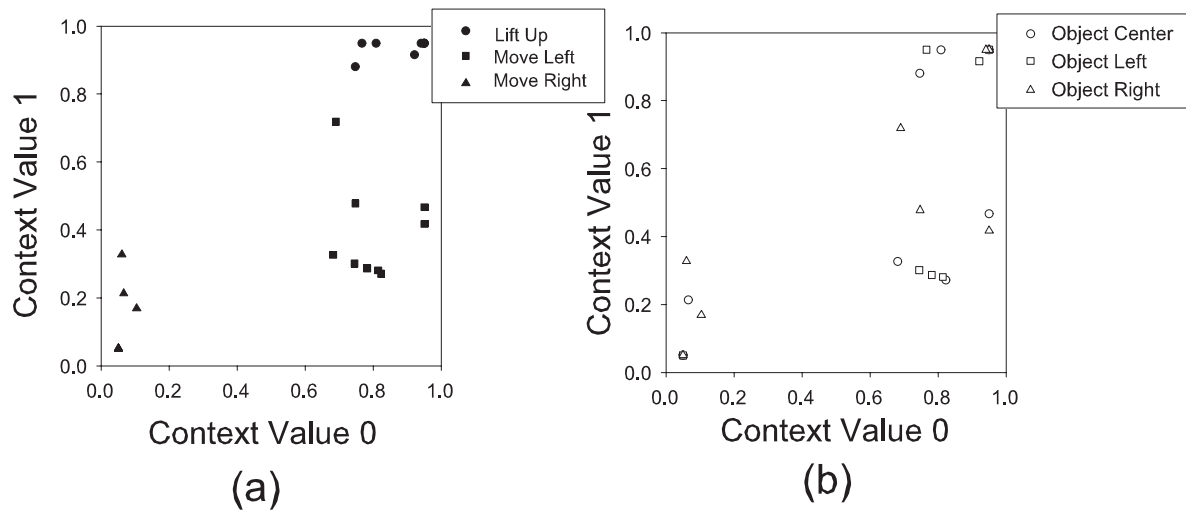 1.0
0.8
0.6
0.4
0.2
0.0
0.0 0.2 0.4 0.6 0.8 1.0
Context Value 1
Context Value 0
Lift Up
Move Left
Move Right
(a)
1.0
0.8
0.6
0.4
0.2
0.0
0.0 0.2 0.4 0.6 0.8 1.0
Context Value 1
Context Value 0
Object Center
Object Left
Object Right
(b)